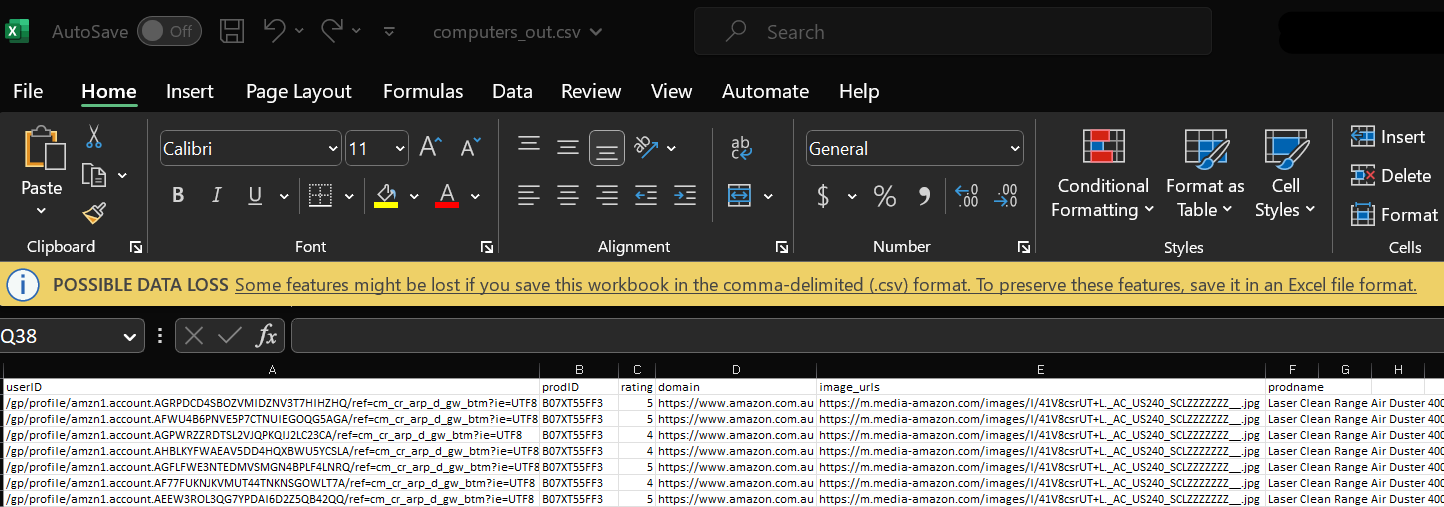 AutoSave Off computers_out.csv Search
File Home Insert Page Layout Formulas Data Review View Automate Help
Calibri 11 General Insert
Paste B I U A $ % Conditional Formatting Format as Table Cell Styles Delete
Format
Clipboard Font Alignment Number Styles Cells
POSSIBLE DATA LOSS Some features might be lost if you save this workbook in the comma-delimited (.csv) format. To preserve these features, save it in an Excel file format.
Q38 fx
A B C D E F G H
userID prodID rating domain image_urls prodname
/gp/profile/amzn1.account.AGRPDCD4SBOZVMIDZNV3T7HIHZHQ/ref=cm_cr_arp_d_gw_btm?ie=UTF8 B07XT55FF3 5 https://www.amazon.com.au https://m.media-amazon.com/images/I/41V8csrUT+L._AC_US240_SCLZZZZZZZ__.jpg Laser Clean Range Air Duster 400
/gp/profile/amzn1.account.AFWU4B6PNVE5P7CTNUIEGOQG5AGA/ref=cm_cr_arp_d_gw_btm?ie=UTF8 B07XT55FF3 5 https://www.amazon.com.au https://m.media-amazon.com/images/I/41V8csrUT+L._AC_US240_SCLZZZZZZZ__.jpg Laser Clean Range Air Duster 400
/gp/profile/amzn1.account.AGPWRZZRDTSL2VJQPKQIJ2LC23CA/ref=cm_cr_arp_d_gw_btm?ie=UTF8 B07XT55FF3 4 https://www.amazon.com.au https://m.media-amazon.com/images/I/41V8csrUT+L._AC_US240_SCLZZZZZZZ__.jpg Laser Clean Range Air Duster 400
/gp/profile/amzn1.account.AHBLKYFWAEAV5DD4HQXBWU5YCSLA/ref=cm_cr_arp_d_gw_btm?ie=UTF8 B07XT55FF3 4 https://www.amazon.com.au https://m.media-amazon.com/images/I/41V8csrUT+L._AC_US240_SCLZZZZZZZ__.jpg Laser Clean Range Air Duster 400
/gp/profile/amzn1.account.AGFLFWE3NTEDMVSMGN4BPLF4LNRQ/ref=cm_cr_arp_d_gw_btm?ie=UTF8 B07XT55FF3 5 https://www.amazon.com.au https://m.media-amazon.com/images/I/41V8csrUT+L._AC_US240_SCLZZZZZZZ__.jpg Laser Clean Range Air Duster 400
/gp/profile/amzn1.account.AF77FUKNJKVMUT44TNKNSGOWLT7A/ref=cm_cr_arp_d_gw_btm?ie=UTF8 B07XT55FF3 4 https://www.amazon.com.au https://m.media-amazon.com/images/I/41V8csrUT+L._AC_US240_SCLZZZZZZZ__.jpg Laser Clean Range Air Duster 400
/gp/profile/amzn1.account.AEEW3ROL3QG7YPDAI6D2Z5QB42QQ/ref=cm_cr_arp_d_gw_btm?ie=UTF8 B07XT55FF3 5 https://www.amazon.com.au https://m.media-amazon.com/images/I/41V8csrUT+L._AC_US240_SCLZZZZZZZ__.jpg Laser Clean Range Air Duster 400